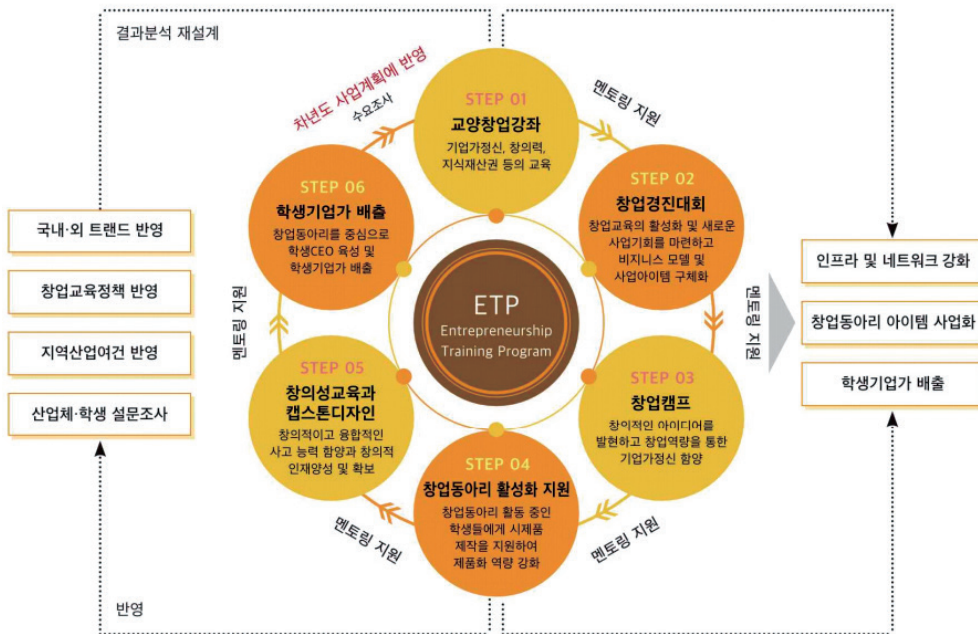 결과분석 재설계
차년도 사업계획에 반영
수요조사
멘토링 지원
STEP 01
교양창업강좌
기업가정신, 창의력,
지식재산권 등의 교육
STEP 06
학생기업가 배출
창업동아리를 중심으로
학생CEO 육성 및
학생기업가 배출
STEP 02
창업경진대회
창업교육의 활성화 및 새로운
사업기회를 마련하고
비지니스 모델 및
사업아이템 구체화
국내·외 트랜드 반영
창업교육정책 반영
지역산업여건 반영
산업체·학생 설문조사
멘토링 지원
ETP
Entrepreneurship
Training Program
멘토링 지원
인프라 및 네트워크 강화
창업동아리 아이템 사업화
학생기업가 배출
STEP 05
창의성교육과
캡스톤디자인
창의적이고 융합적인
사고 능력 함양과 창의적
인재양성 및 확보
STEP 03
창업캠프
창이적인 아이디어를
발현하고 창업역량을 통한
기업가정신 함양
STEP 04
창업동아리 활성화 지원
창업동아리 활동 중인
학생들에게 시제품
제작을 지원하여
제품화 역량 강화
멘토링 지원
멘토링 지원
반영